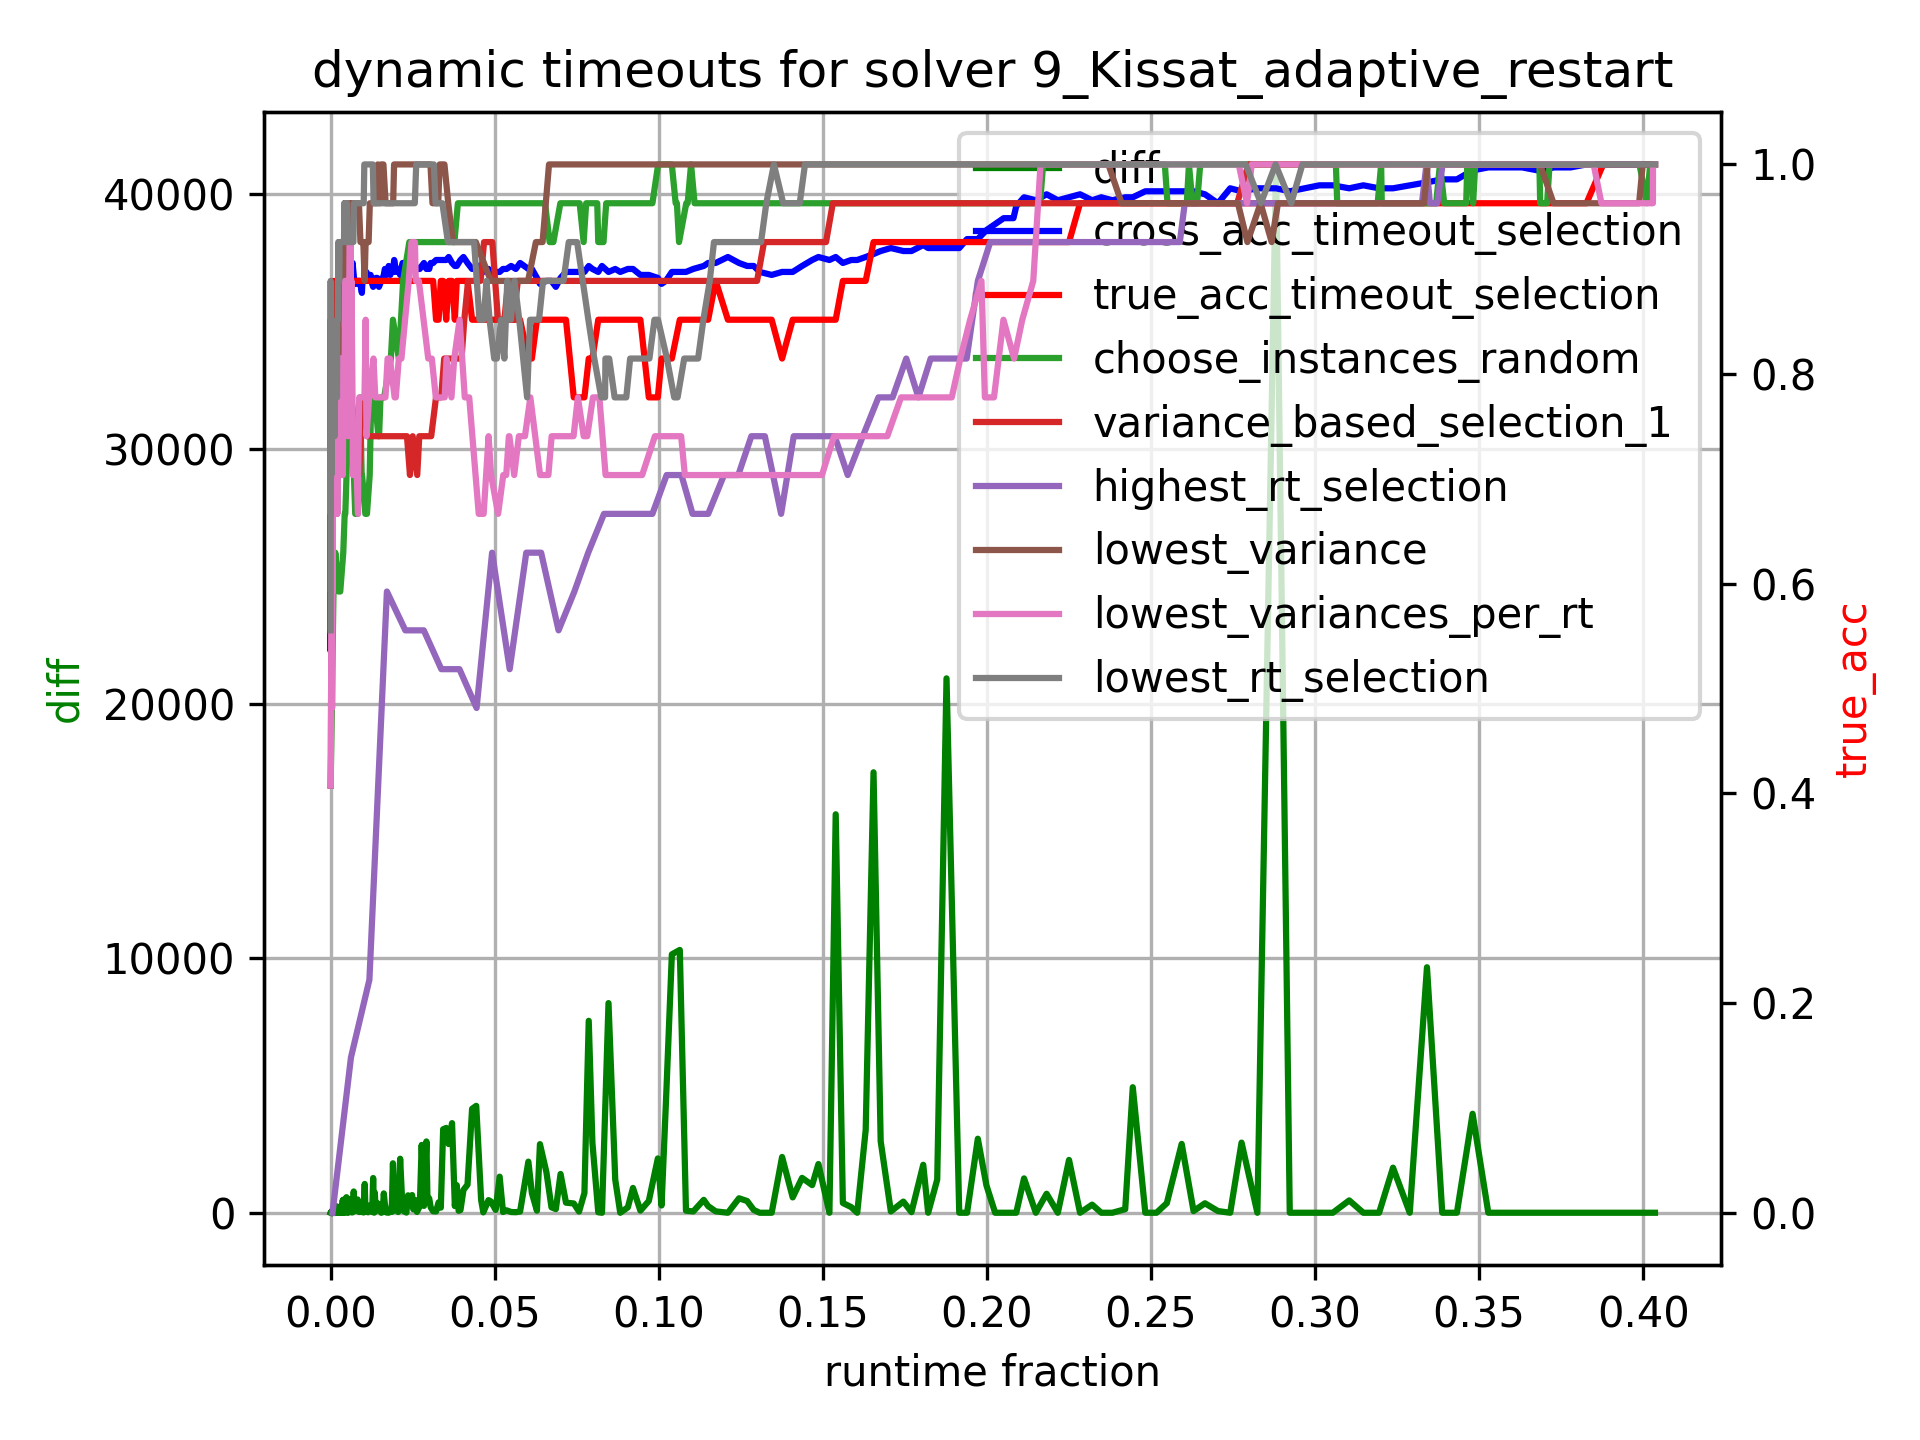 dynamic timeouts for solver 9_Kissat_adaptive_restart
diff
cross_acc_timeout_selection
true_acc_timeout_selection
choose_instances_random
variance_based_selection_1
highest_rt_selection
lowest_variance
lowest_variances_per_rt
lowest_rt_selection
40000
30000
20000
10000
0
diff
1.0
0.8
0.6
0.4
0.2
0.0
true_acc
0.00 0.05 0.10 0.15 0.20 0.25 0.30 0.35 0.40
runtime fraction